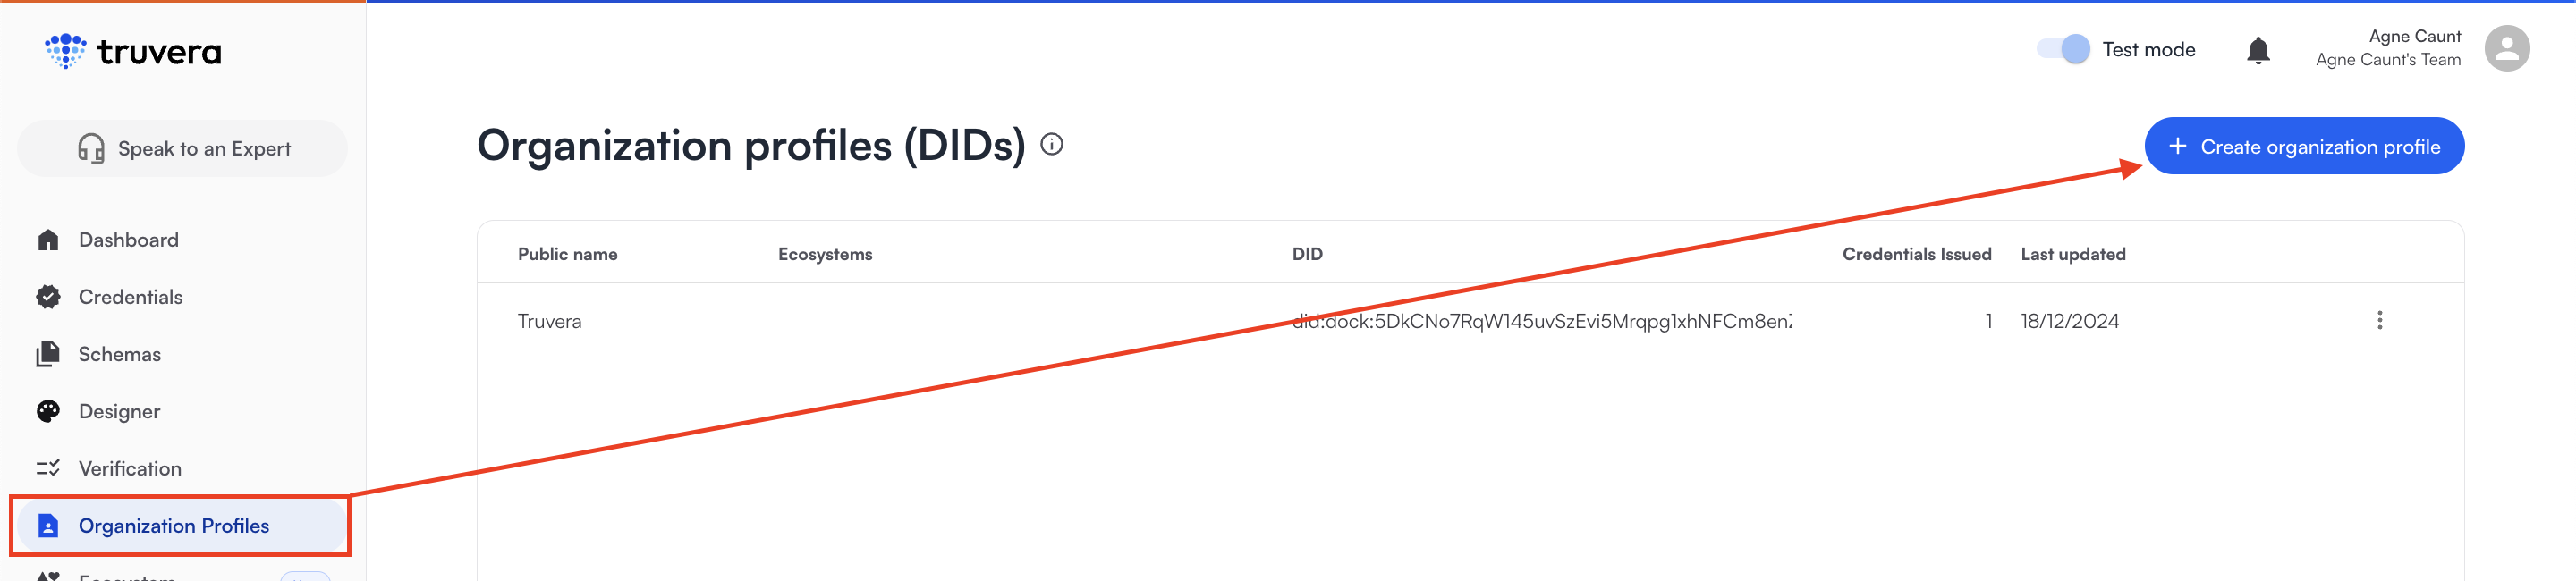 truvera
Speak to an Expert
Dashboard
Credentials
Schemas
Designer
Verification
Organization Profiles
Ecosystem
Test mode
Agne Caunt
Agne Caunt's Team
Organization profiles (DIDs)
+ Create organization profile
Public name Ecosystems DID Credentials Issued Last updated
Truvera did:dock:5DkCNo7RqW145uvSzEvi5Mrqpg1xhNFCm8en 1 18/12/2024